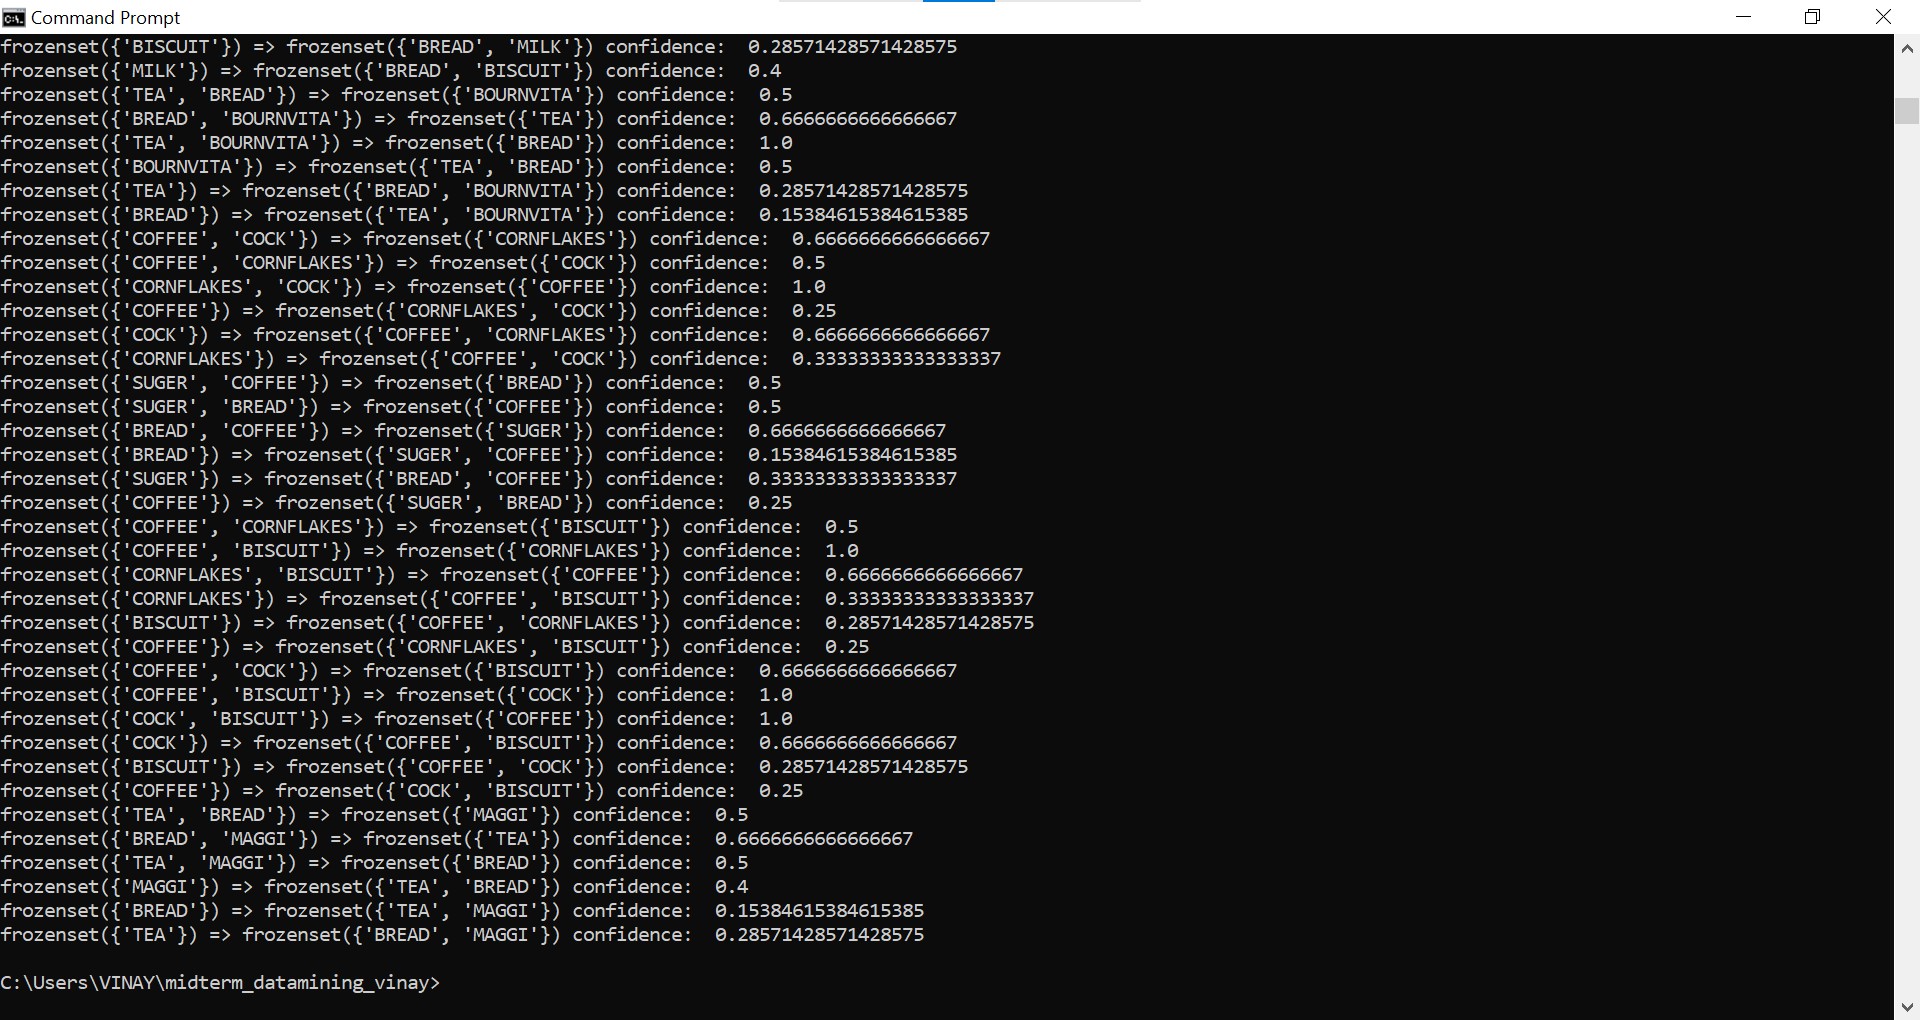 Command Prompt
frozenset({'BISCUIT'}) => frozenset({'BREAD', 'MILK'}) confidence:  0.28571428571428575
frozenset({'MILK'}) => frozenset({'BREAD', 'BISCUIT'}) confidence:  0.4
frozenset({'TEA', 'BREAD'}) => frozenset({'BOURNVITA'}) confidence:  0.5
frozenset({'BREAD', 'BOURNVITA'}) => frozenset({'TEA'}) confidence:  0.6666666666666667
frozenset({'TEA', 'BOURNVITA'}) => frozenset({'BREAD'}) confidence:  1.0
frozenset({'BOURNVITA'}) => frozenset({'TEA', 'BREAD'}) confidence:  0.5
frozenset({'TEA'}) => frozenset({'BREAD', 'BOURNVITA'}) confidence:  0.28571428571428575
frozenset({'BREAD'}) => frozenset({'TEA', 'BOURNVITA'}) confidence:  0.15384615384615385
frozenset({'COFFEE', 'COCK'}) => frozenset({'CORNFLAKES'}) confidence:  0.6666666666666667
frozenset({'COFFEE', 'CORNFLAKES'}) => frozenset({'COCK'}) confidence:  0.5
frozenset({'CORNFLAKES', 'COCK'}) => frozenset({'COFFEE'}) confidence:  1.0
frozenset({'COFFEE'}) => frozenset({'CORNFLAKES', 'COCK'}) confidence:  0.25
frozenset({'COCK'}) => frozenset({'COFFEE', 'CORNFLAKES'}) confidence:  0.6666666666666667
frozenset({'CORNFLAKES'}) => frozenset({'COFFEE', 'COCK'}) confidence:  0.33333333333333337
frozenset({'SUGER', 'COFFEE'}) => frozenset({'BREAD'}) confidence:  0.5
frozenset({'SUGER', 'BREAD'}) => frozenset({'COFFEE'}) confidence:  0.5
frozenset({'BREAD', 'COFFEE'}) => frozenset({'SUGER'}) confidence:  0.6666666666666667
frozenset({'BREAD'}) => frozenset({'SUGER', 'COFFEE'}) confidence:  0.15384615384615385
frozenset({'SUGER'}) => frozenset({'BREAD', 'COFFEE'}) confidence:  0.33333333333333337
frozenset({'COFFEE'}) => frozenset({'SUGER', 'BREAD'}) confidence:  0.25
frozenset({'COFFEE', 'CORNFLAKES'}) => frozenset({'BISCUIT'}) confidence:  0.5
frozenset({'COFFEE', 'BISCUIT'}) => frozenset({'CORNFLAKES'}) confidence:  1.0
frozenset({'CORNFLAKES', 'BISCUIT'}) => frozenset({'COFFEE'}) confidence:  0.6666666666666667
frozenset({'CORNFLAKES'}) => frozenset({'COFFEE', 'BISCUIT'}) confidence:  0.33333333333333337
frozenset({'BISCUIT'}) => frozenset({'COFFEE', 'CORNFLAKES'}) confidence:  0.28571428571428575
frozenset({'COFFEE'}) => frozenset({'CORNFLAKES', 'BISCUIT'}) confidence:  0.25
frozenset({'COFFEE', 'COCK'}) => frozenset({'BISCUIT'}) confidence:  0.6666666666666667
frozenset({'COFFEE', 'BISCUIT'}) => frozenset({'COCK'}) confidence:  1.0
frozenset({'COCK', 'BISCUIT'}) => frozenset({'COFFEE'}) confidence:  1.0
frozenset({'COCK'}) => frozenset({'COFFEE', 'BISCUIT'}) confidence:  0.6666666666666667
frozenset({'BISCUIT'}) => frozenset({'COFFEE', 'COCK'}) confidence:  0.28571428571428575
frozenset({'COFFEE'}) => frozenset({'COCK', 'BISCUIT'}) confidence:  0.25
frozenset({'TEA', 'BREAD'}) => frozenset({'MAGGI'}) confidence:  0.5
frozenset({'BREAD', 'MAGGI'}) => frozenset({'TEA'}) confidence:  0.6666666666666667
frozenset({'TEA', 'MAGGI'}) => frozenset({'BREAD'}) confidence:  0.5
frozenset({'MAGGI'}) => frozenset({'TEA', 'BREAD'}) confidence:  0.4
frozenset({'BREAD'}) => frozenset({'TEA', 'MAGGI'}) confidence:  0.15384615384615385
frozenset({'TEA'}) => frozenset({'BREAD', 'MAGGI'}) confidence:  0.28571428571428575
C:\Users\VINAY\midterm_datamining_vinay>